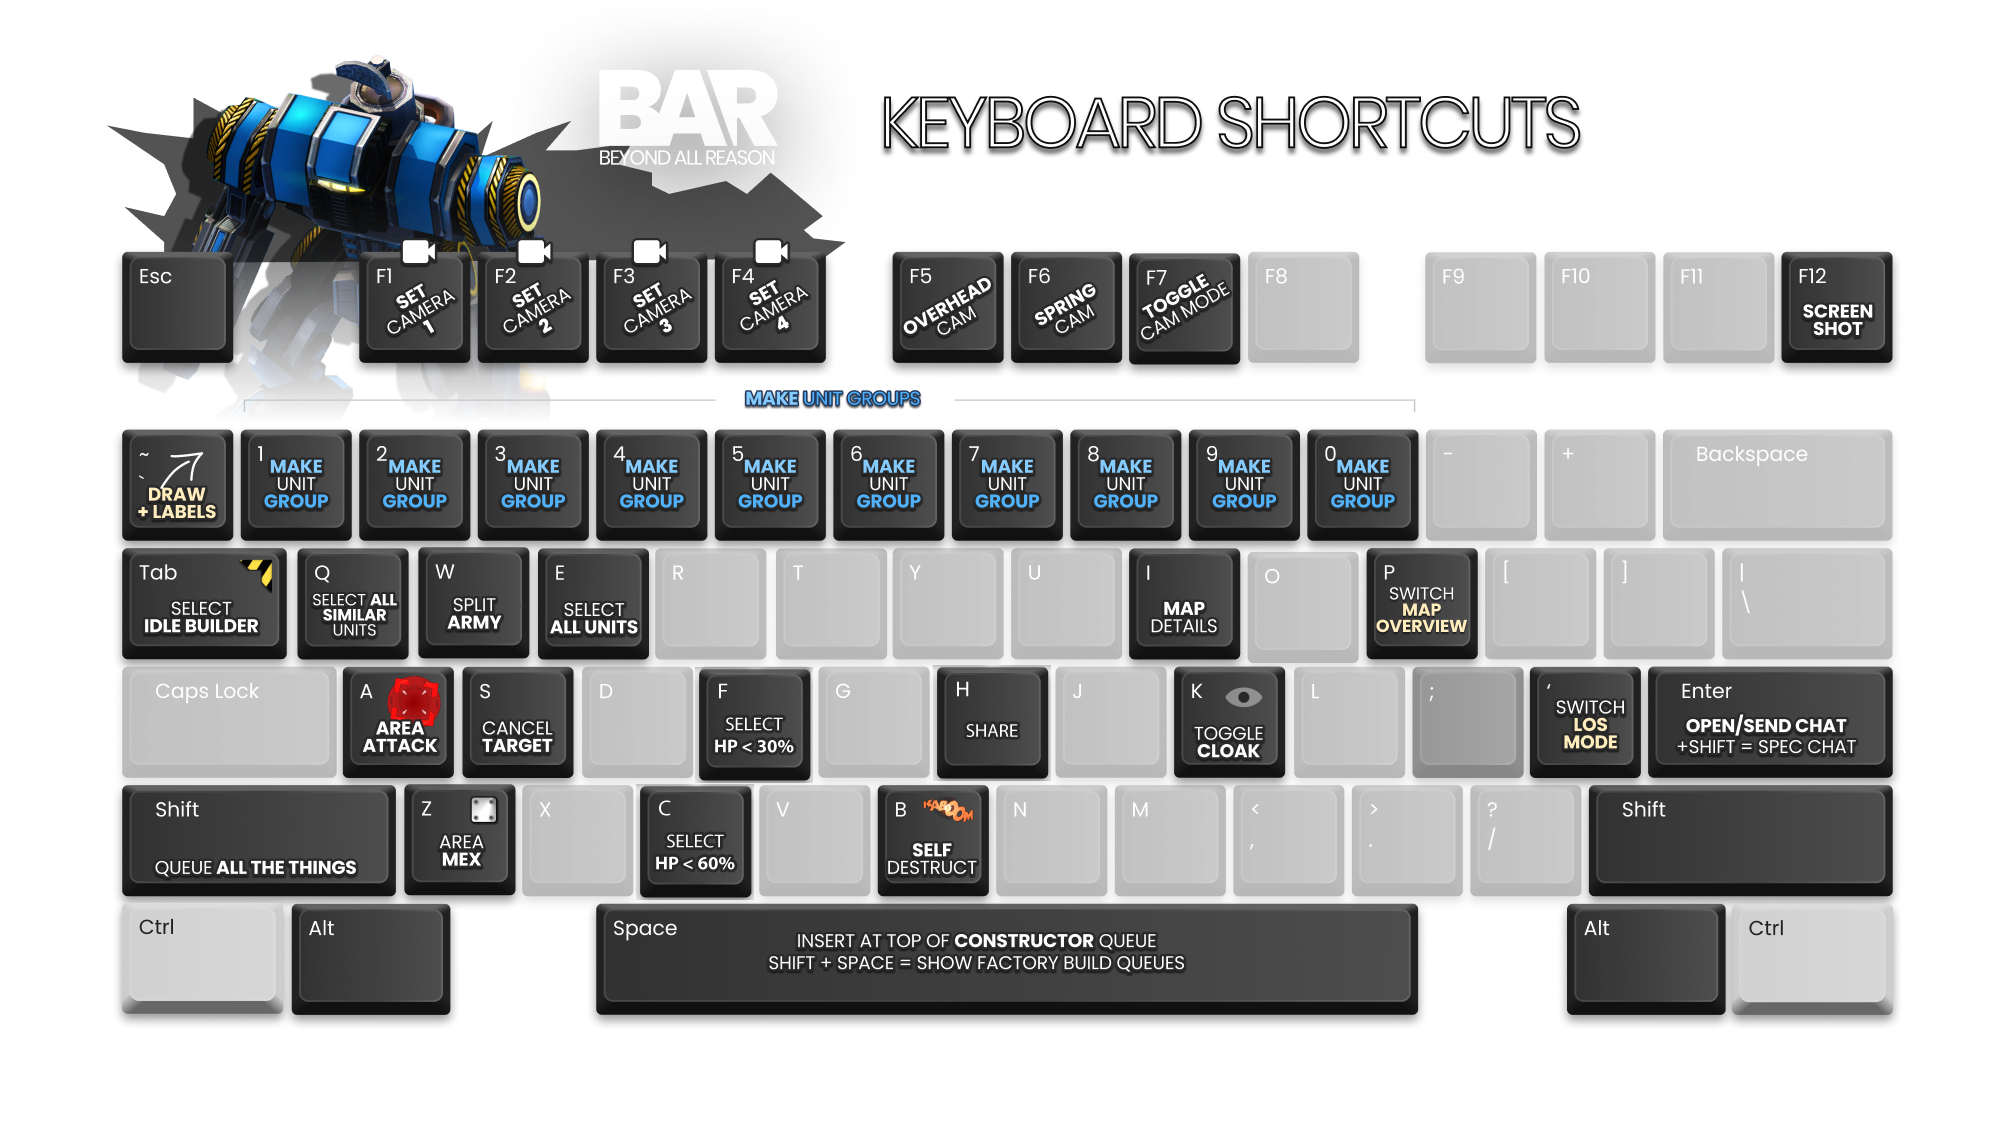 BAR
BEYOND ALL REASON
KEYBOARD SHORTCUTS
Esc
F1
SET
CAMERA
1
F2
SET
CAMERA
2
F3
SET
CAMERA
3
F4
SET
CAMERA
4
F5
OVERHEAD
CAM
F6
SPRING
CAM
F7
TOGGLE
CAM MODE
F8
F9
F10
F11
F12
SCREEN
SHOT
MAKE UNIT GROUPS
~
`
DRAW
+ LABELS
1
MAKE
UNIT
GROUP
2
MAKE
UNIT
GROUP
3
MAKE
UNIT
GROUP
4
MAKE
UNIT
GROUP
5
MAKE
UNIT
GROUP
6
MAKE
UNIT
GROUP
7
MAKE
UNIT
GROUP
8
MAKE
UNIT
GROUP
9
MAKE
UNIT
GROUP
0
MAKE
UNIT
GROUP
-
+
Backspace
Tab
SELECT
IDLE BUILDER
Q
SELECT ALL
SIMILAR
UNITS
W
SPLIT
ARMY
E
SELECT
ALL UNITS
R
T
Y
U
I
MAP
DETAILS
O
P
SWITCH
MAP
OVERVIEW
[
]
|
\
Caps Lock
A
AREA
ATTACK
S
CANCEL
TARGET
D
F
SELECT
HP < 30%
G
H
SHARE
J
K
TOGGLE
CLOAK
L
;
‘
SWITCH
LOS
MODE
Enter
OPEN/SEND CHAT
+SHIFT = SPEC CHAT
Shift
QUEUE ALL THE THINGS
Z
AREA
MEX
X
C
SELECT
HP < 60%
V
B
KABOOM
SELF
DESTRUCT
N
M
<
,
>
.
?
/
Shift
Ctrl
Alt
Space
INSERT AT TOP OF CONSTRUCTOR QUEUE
SHIFT + SPACE = SHOW FACTORY BUILD QUEUES
Alt
Ctrl